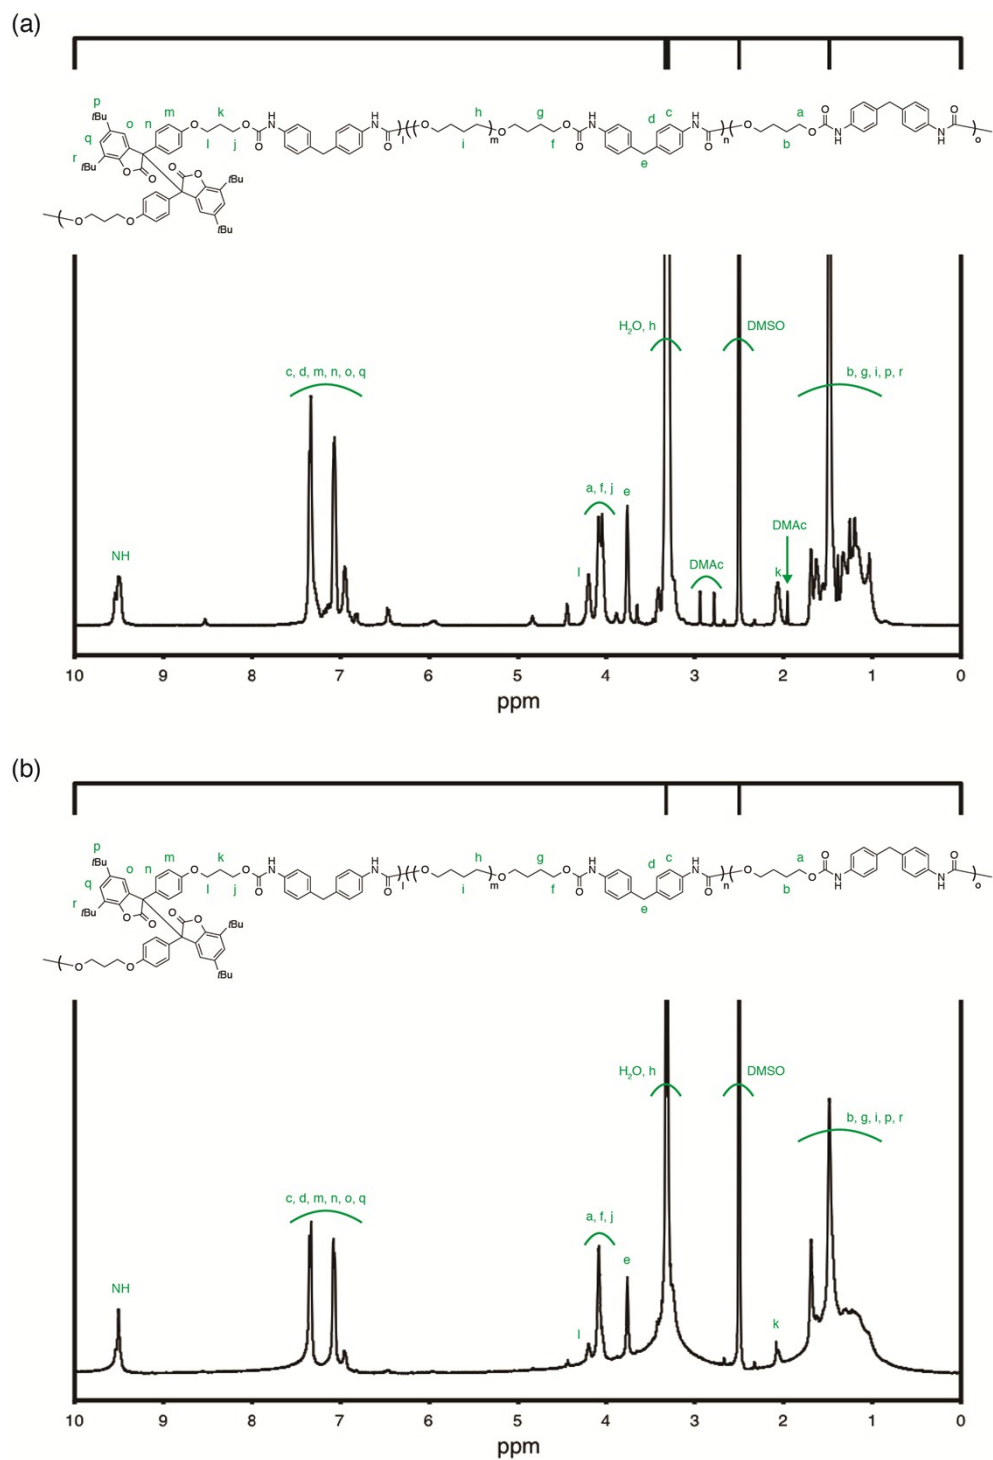 (a)
p
tBu
m
k
h
g
d
c
a
n
o
q
r
tBu
O
l
O
j
O
H
N
O
H
N
O
l
O
i
m
O
f
O
O
N
H
e
H
N
O
n
O
b
O
O
N
H
N
H
O
o
O
O
O
O
tBu
O
O
tBu
H2O, h
DMSO
c, d, m, n, o, q
b, g, i, p, r
a, f, j
e
NH
l
DMAc
DMAc
k
10 9 8 7 6 5 4 3 2 1 0
ppm
(b)
p
tBu
m
k
h
g
d
c
a
n
o
q
r
tBu
O
l
O
j
O
H
N
O
H
N
O
l
O
i
m
O
f
O
O
N
H
e
H
N
O
n
O
b
O
O
N
H
N
H
O
o
O
O
O
O
tBu
O
O
tBu
H2O, h
DMSO
b, g, i, p, r
c, d, m, n, o, q
a, f, j
e
NH
l
k
10 9 8 7 6 5 4 3 2 1 0
ppm